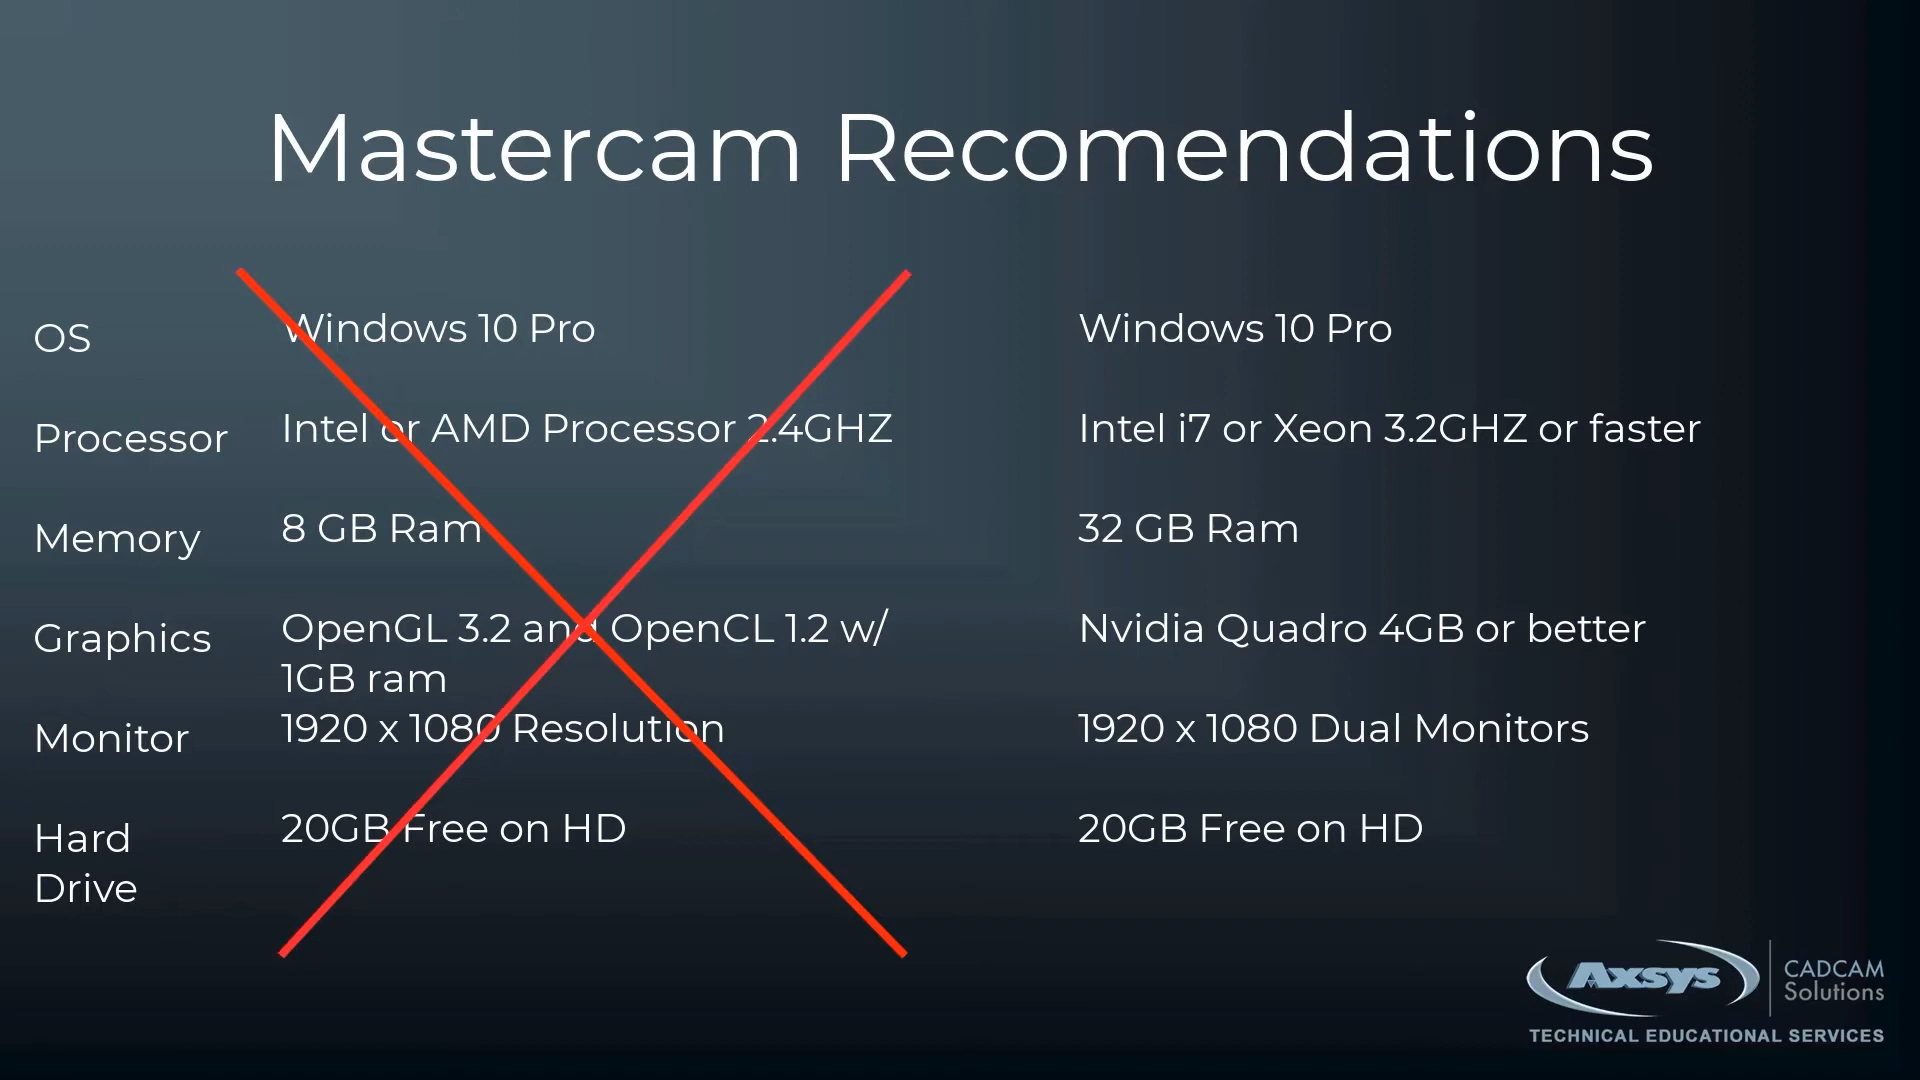 Mastercam Recomendations
OS
Windows 10 Pro
Windows 10 Pro
Processor
Intel or AMD Processor 2.4GHZ
Intel i7 or Xeon 3.2GHZ or faster
Memory
8 GB Ram
32 GB Ram
Graphics
OpenGL 3.2 and OpenCL 1.2 w/
1GB ram
Nvidia Quadro 4GB or better
Monitor
1920 x 1080 Resolution
1920 x 1080 Dual Monitors
Hard
Drive
20GB Free on HD
20GB Free on HD
Axsys
CADCAM
Solutions
TECHNICAL EDUCATIONAL SERVICES